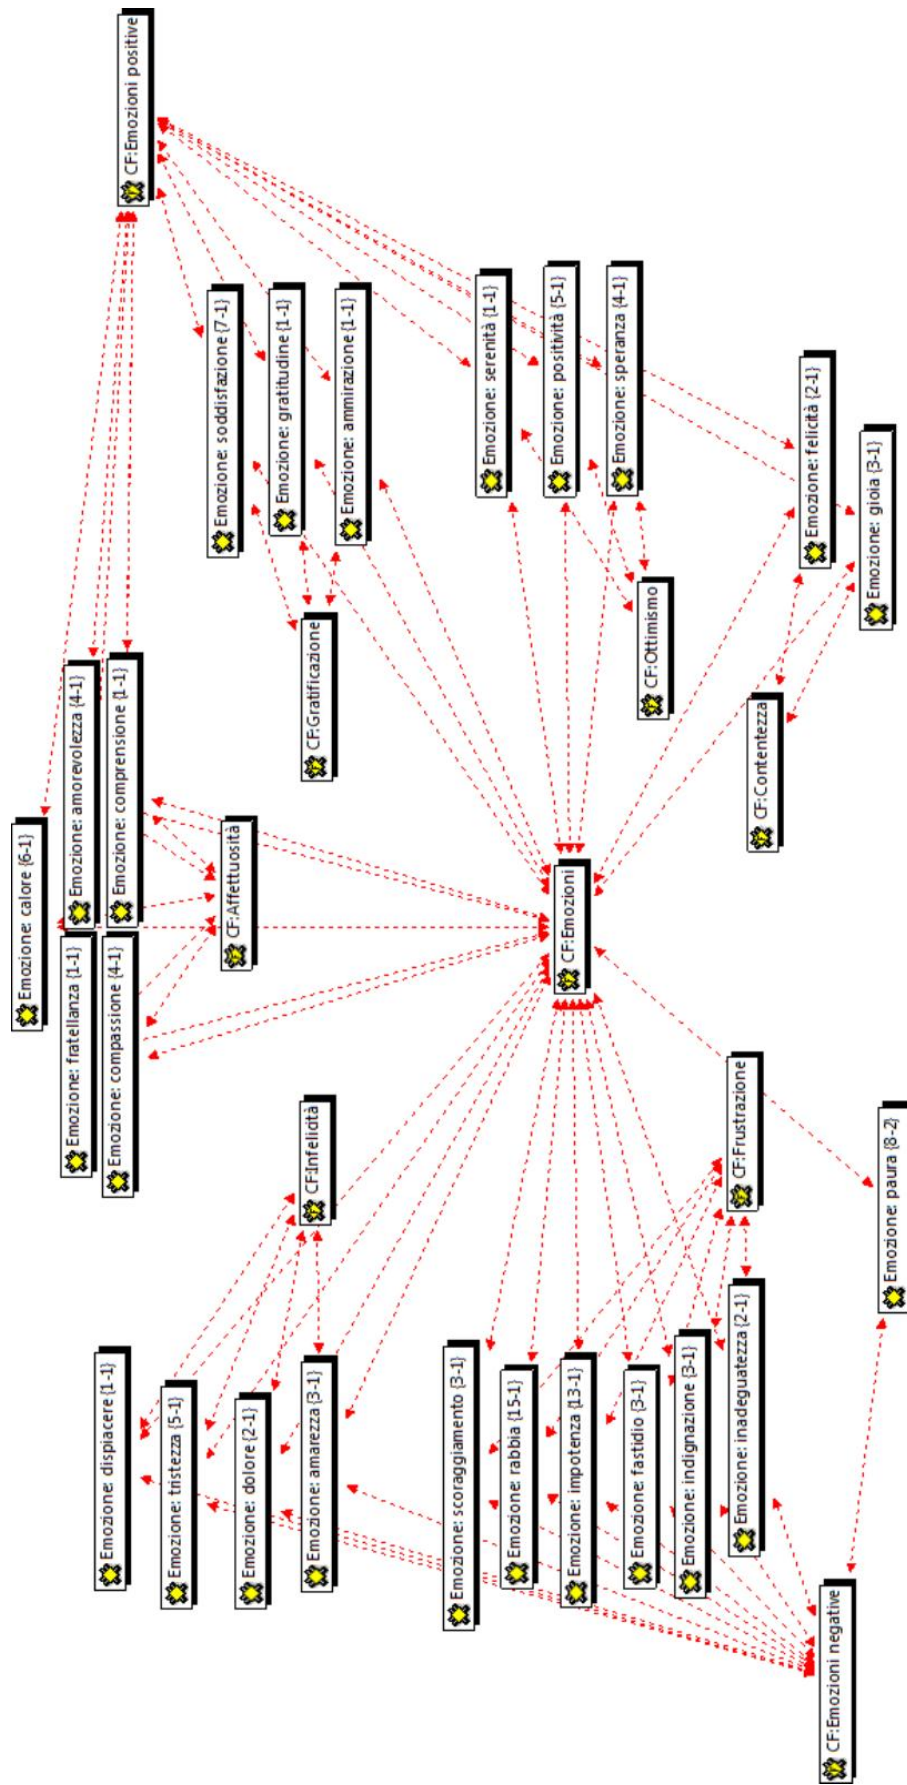 Emozione: calore {6-1}
Emozione: fratellanza {1-1}
Emozione: amorevolezza {4-1}
Emozione: dispiacere {1-1}
Emozione: compassione {4-1}
Emozione: comprensione {1-1}
CF:Emozioni positive
Emozione: tristezza {5-1}
Emozione: soddisfazione {7-1}
CF:Affettuosità
Emozione: dolore {2-1}
Emozione: gratitudine {1-1}
Emozione: amarezza {3-1}
CF:Infelicità
CF:Gratificazione
Emozione: ammirazione {1-1}
Emozione: scoraggiamento {3-1}
Emozione: serenità {1-1}
Emozione: rabbia {15-1}
Emozione: positività {5-1}
CF:Emozioni
Emozione: impotenza {13-1}
Emozione: speranza {4-1}
Emozione: fastidio {3-1}
CF:Ottimismo
Emozione: indignazione {3-1}
Emozione: inadeguatezza {2-1}
CF:Frustrazione
CF:Contentezza
Emozione: felicità {2-1}
CF:Emozioni negative
Emozione: gioia {3-1}
Emozione: paura {8-2}